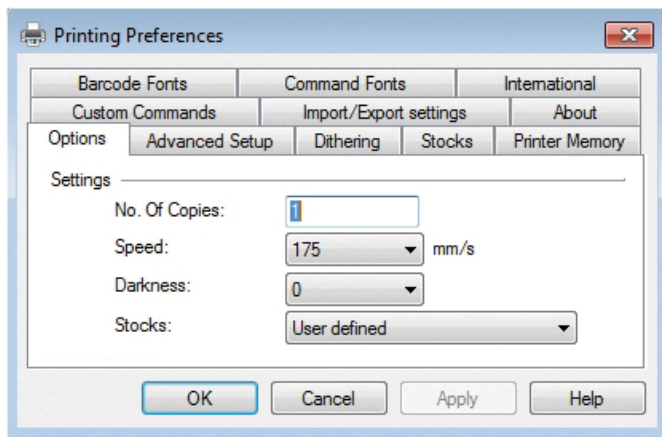 Printing Preferences
Barcode Fonts Command Fonts International
Custom Commands Import/Export settings About
Options Advanced Setup Dithering Stocks Printer Memory
Settings
No. Of Copies: 1
Speed: 175 mm/s
Darkness: 0
Stocks: User defined
OK Cancel Apply Help